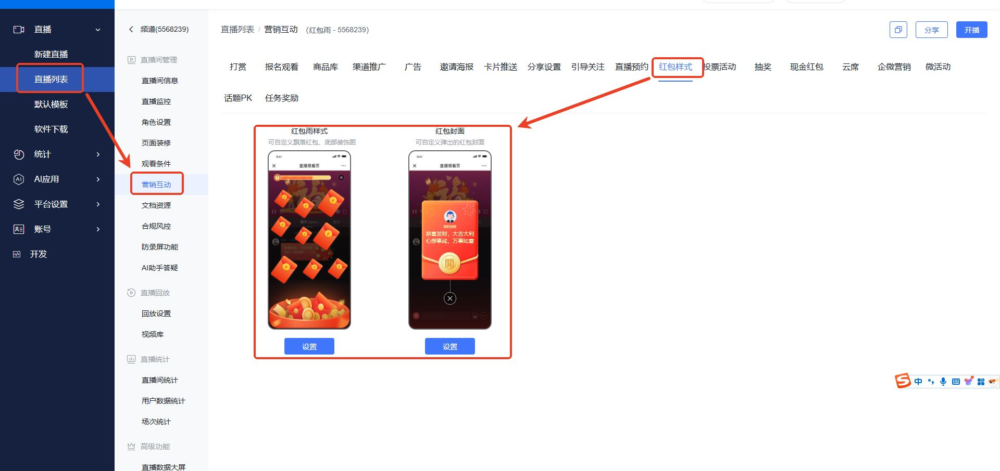 直播
新建直播
直播列表
默认模板
软件下载
统计
AI应用
平台设置
账号
开发
频道(5568239)
直播间管理
直播间信息
直播监控
角色设置
页面装修
观看条件
营销互动
文档资源
合规风控
防录屏功能
AI助手答疑
直播回放
回放设置
视频库
直播统计
直播间统计
用户数据统计
场次统计
高级功能
直播数据大屏
直播列表 / 营销互动 (红包雨 - 5568239)
分享
开播
打赏 报名观看 商品库 渠道推广 广告 邀请海报 卡片推送 分享设置 引导关注 直播预约 红包样式 投票活动 抽奖 现金红包 云席 企微营销 微活动
话题PK 任务奖励
红包雨样式
可自定义飘落红包、底部装饰图
9:41
直播观看页
设置
红包封面
可自定义弹出的红包封面
9:41
直播观看页
恭喜发财，大吉大利
心想事成，万事如意
開
设置
中